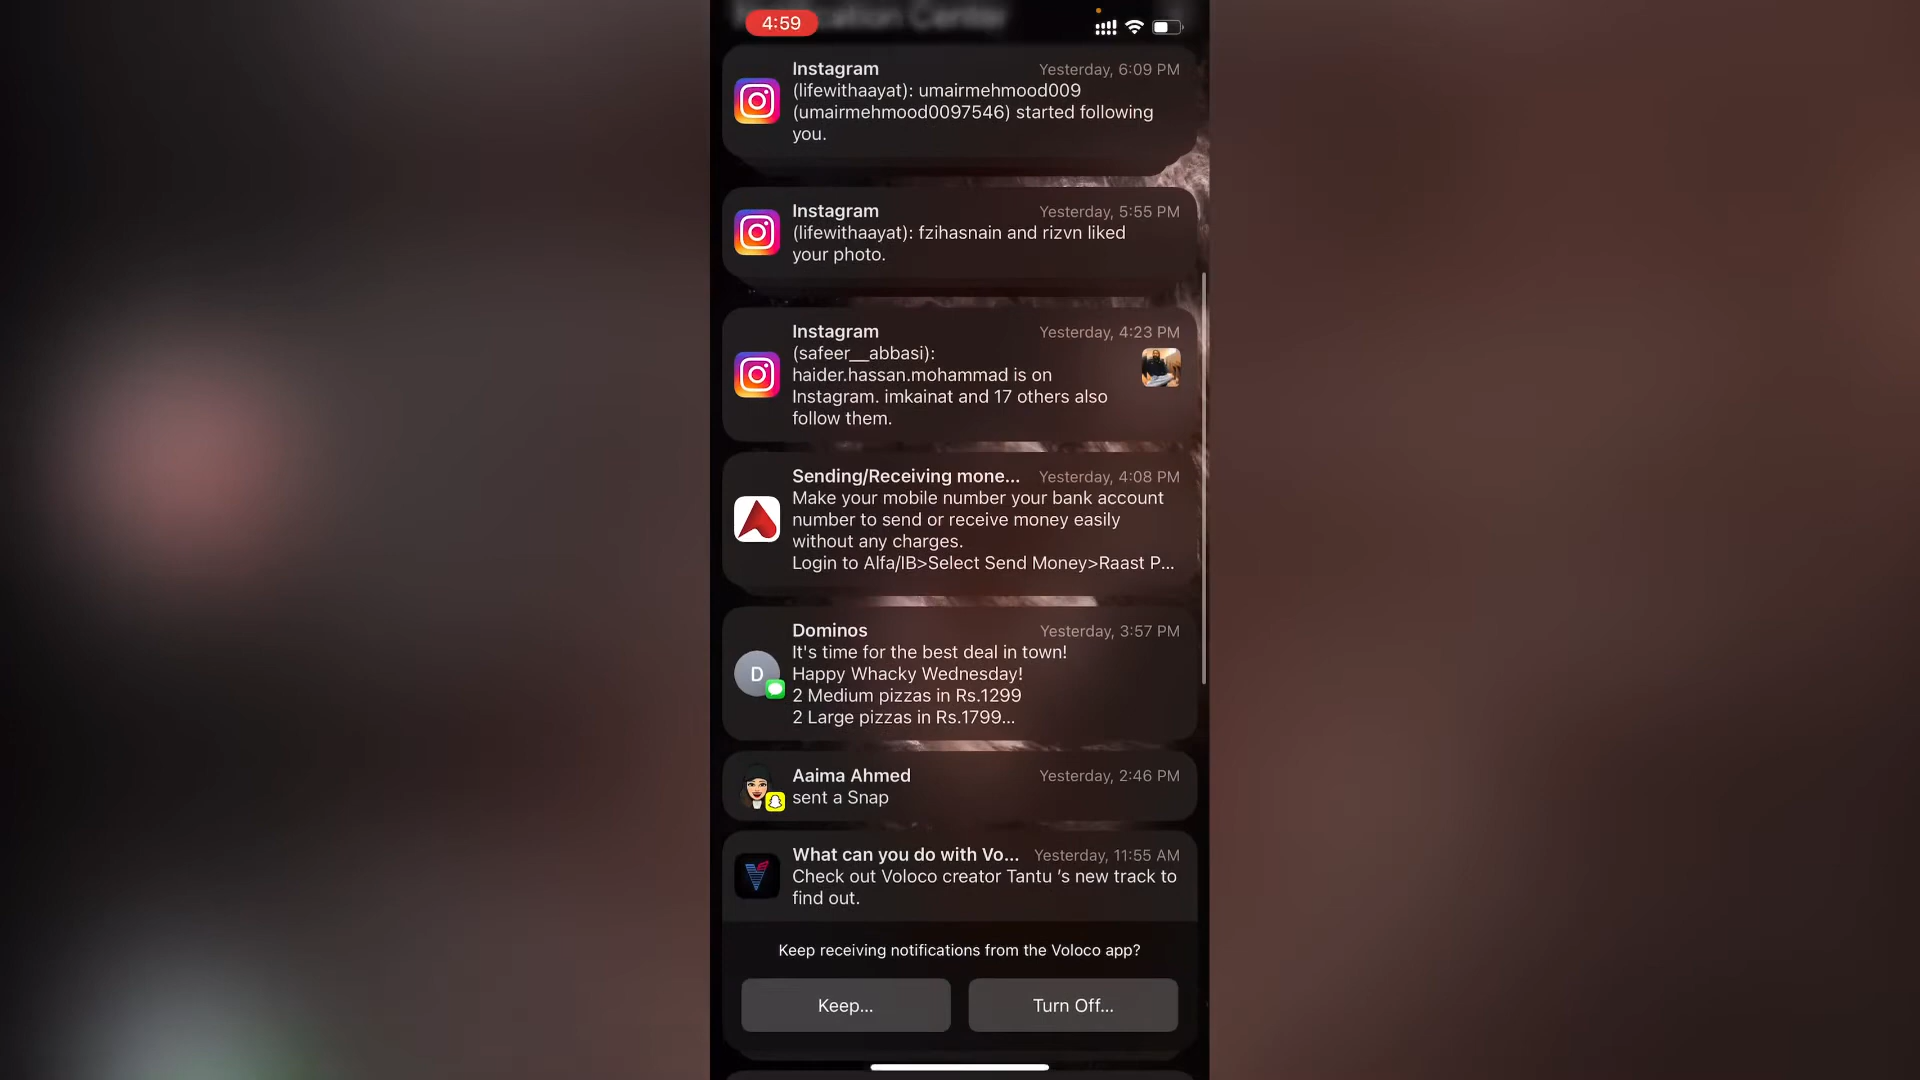 Notification Center
4:59
Instagram Yesterday, 6:09 PM
(lifewithaayat): umairmehmood009
(umairmehmood0097546) started following
you.
Instagram Yesterday, 5:55 PM
(lifewithaayat): fzihasnain and rizvn liked
your photo.
Instagram Yesterday, 4:23 PM
(safeer__abbasi):
haider.hassan.mohammad is on
Instagram. imkainat and 17 others also
follow them.
Sending/Receiving mone... Yesterday, 4:08 PM
Make your mobile number your bank account
number to send or receive money easily
without any charges.
Login to Alfa/IB>Select Send Money>Raast P...
Dominos Yesterday, 3:57 PM
D
It's time for the best deal in town!
Happy Whacky Wednesday!
2 Medium pizzas in Rs.1299
2 Large pizzas in Rs.1799...
Aaima Ahmed Yesterday, 2:46 PM
sent a Snap
What can you do with Vo... Yesterday, 11:55 AM
Check out Voloco creator Tantu ‘s new track to
find out.
Keep receiving notifications from the Voloco app?
Keep... Turn Off...